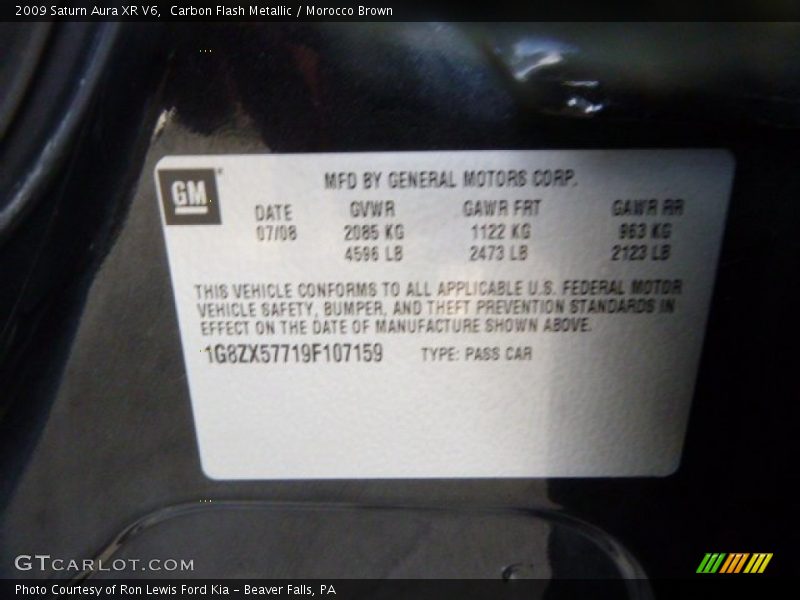 2009 Saturn Aura XR V6,  Carbon Flash Metallic / Morocco Brown
GM
MFD BY GENERAL MOTORS CORP.
DATE GVWR GAWR FRT GAWR RR
07/08 2085 KG 1122 KG 963 KG
4596 LB 2473 LB 2123 LB
THIS VEHICLE CONFORMS TO ALL APPLICABLE U.S. FEDERAL MOTOR
VEHICLE SAFETY, BUMPER, AND THEFT PREVENTION STANDARDS IN
EFFECT ON THE DATE OF MANUFACTURE SHOWN ABOVE.
1G8ZX57719F107159 TYPE: PASS CAR
GTCARLOT.COM
Photo Courtesy of Ron Lewis Ford Kia – Beaver Falls, PA